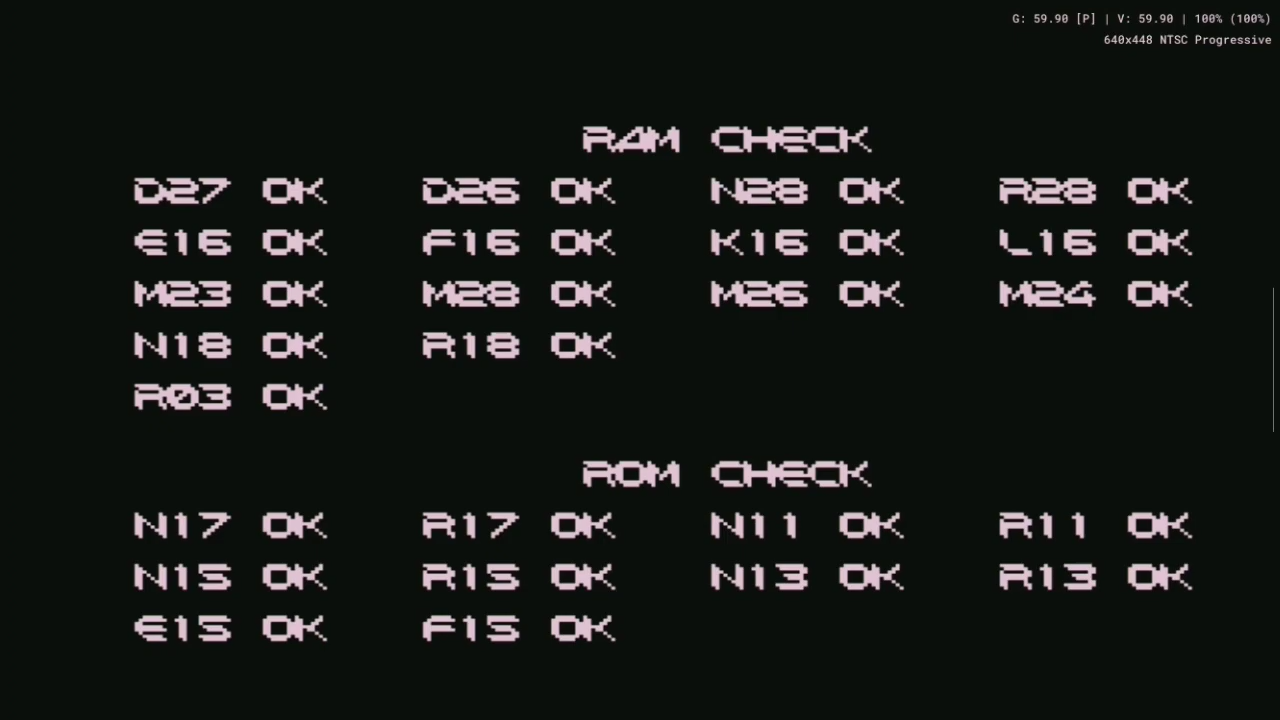 G: 59.90 [P] | V: 59.90 | 100% (100%)
640x448 NTSC Progressive
RAM CHECK
D27 OK D26 OK N28 OK R28 OK
E16 OK F16 OK K16 OK L16 OK
M23 OK M28 OK M26 OK M24 OK
N18 OK R18 OK
R03 OK
ROM CHECK
N17 OK R17 OK N11 OK R11 OK
N15 OK R15 OK N13 OK R13 OK
E15 OK F15 OK